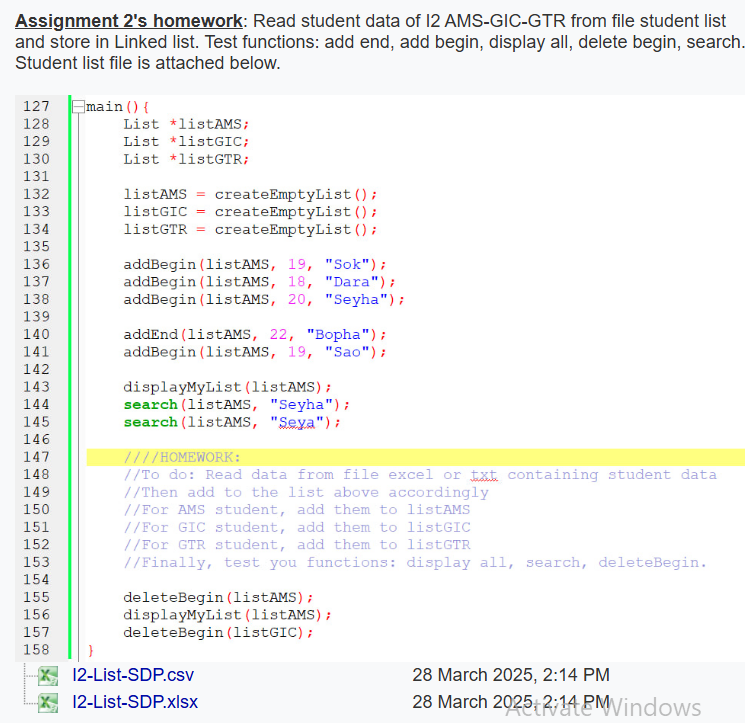 Assignment 2's homework: Read student data of I2 AMS-GIC-GTR from file student list
and store in Linked list. Test functions: add end, add begin, display all, delete begin, search.
Student list file is attached below.
127 main(){
128 List *listAMS;
129 List *listGIC;
130 List *listGTR;
131
132 listAMS = createEmptyList();
133 listGIC = createEmptyList();
134 listGTR = createEmptyList();
135
136 addBegin(listAMS, 19, "Sok");
137 addBegin(listAMS, 18, "Dara");
138 addBegin(listAMS, 20, "Seyha");
139
140 addEnd(listAMS, 22, "Bopha");
141 addBegin(listAMS, 19, "Sao");
142
143 displayMyList(listAMS);
144 search(listAMS, "Seyha");
145 search(listAMS, "Seya");
146
147 ////HOMEWORK:
148 //To do: Read data from file excel or txt containing student data
149 //Then add to the list above accordingly
150 //For AMS student, add them to listAMS
151 //For GIC student, add them to listGIC
152 //For GTR student, add them to listGTR
153 //Finally, test you functions: display all, search, deleteBegin.
154
155 deleteBegin(listAMS);
156 displayMyList(listAMS);
157 deleteBegin(listGIC);
158 }
I2-List-SDP.csv 28 March 2025, 2:14 PM
I2-List-SDP.xlsx 28 March 2025, 2:14 PM
Activate Windows